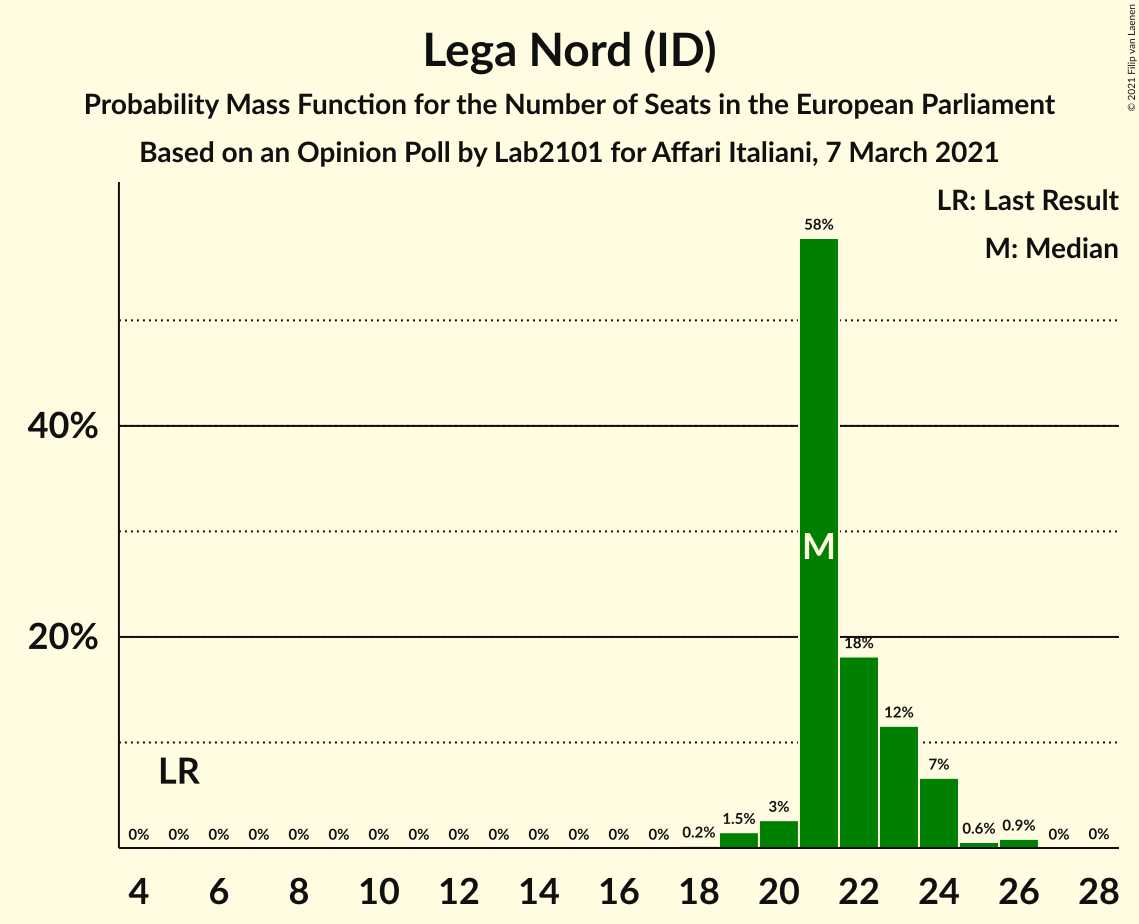 Lega Nord (ID)
Probability Mass Function for the Number of Seats in the European Parliament
Based on an Opinion Poll by Lab2101 for Affari Italiani, 7 March 2021
© 2021 Filip van Laenen
LR: Last Result
M: Median
58%
40%
M
20%
18%
12%
LR
7%
0% 0% 0% 0% 0% 0% 0% 0% 0% 0% 0% 0% 0% 0% 0.2% 1.5% 3% 0.6% 0.9% 0% 0%
4 6 8 10 12 14 16 18 20 22 24 26 28